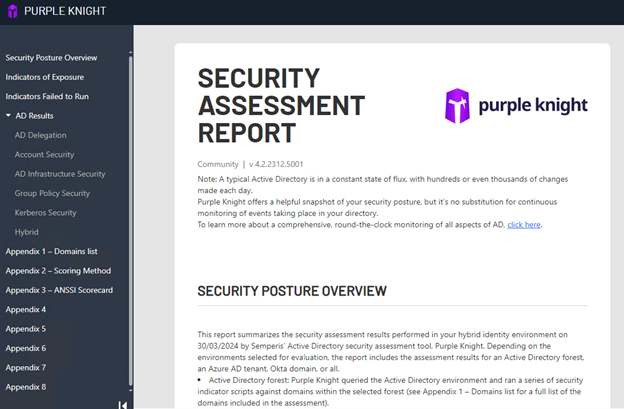 PURPLE KNIGHT
Security Posture Overview
Indicators of Exposure
Indicators Failed to Run
AD Results
AD Delegation
Account Security
AD Infrastructure Security
Group Policy Security
Kerberos Security
Hybrid
Appendix 1 – Domains list
Appendix 2 – Scoring Method
Appendix 3 – ANSSI Scorecard
Appendix 4
Appendix 5
Appendix 6
Appendix 7
Appendix 8
SECURITY
ASSESSMENT
REPORT
purple knight
Community | v 4.2.2312.5001
Note: A typical Active Directory is in a constant state of flux, with hundreds or even thousands of changes
made each day.
Purple Knight offers a helpful snapshot of your security posture, but it's no substitution for continuous
monitoring of events taking place in your directory.
To learn more about a comprehensive, round-the-clock monitoring of all aspects of AD, click here.
SECURITY POSTURE OVERVIEW
This report summarizes the security assessment results performed in your hybrid identity environment on
30/03/2024 by Semperis' Active Directory security assessment tool, Purple Knight. Depending on the
environments selected for evaluation, the report includes the assessment results for an Active Directory forest,
an Azure AD tenant, Okta domain, or all.
• Active Directory forest: Purple Knight queried the Active Directory environment and ran a series of security
indicator scripts against domains within the selected forest (see Appendix 1 – Domains list for a full list of the
domains included in the assessment).